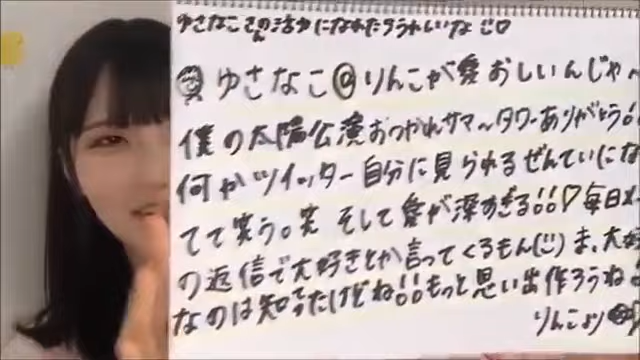 ゆさなこさんの活力になれたらうれしいな
ゆさなこ@りんこが愛おしいんじゃ
僕の太陽公演おつかれサマ〜タワーありがとう!!
何かツイッター自分に見られるぜんていにな
てて笑う。笑 そして愛が深すぎる!!♡毎日
の返信で大好きとか言ってくるもん(◡̈)ま、大好
なのは知ってたけどね!!もっと思い出作ろうね
りんこより